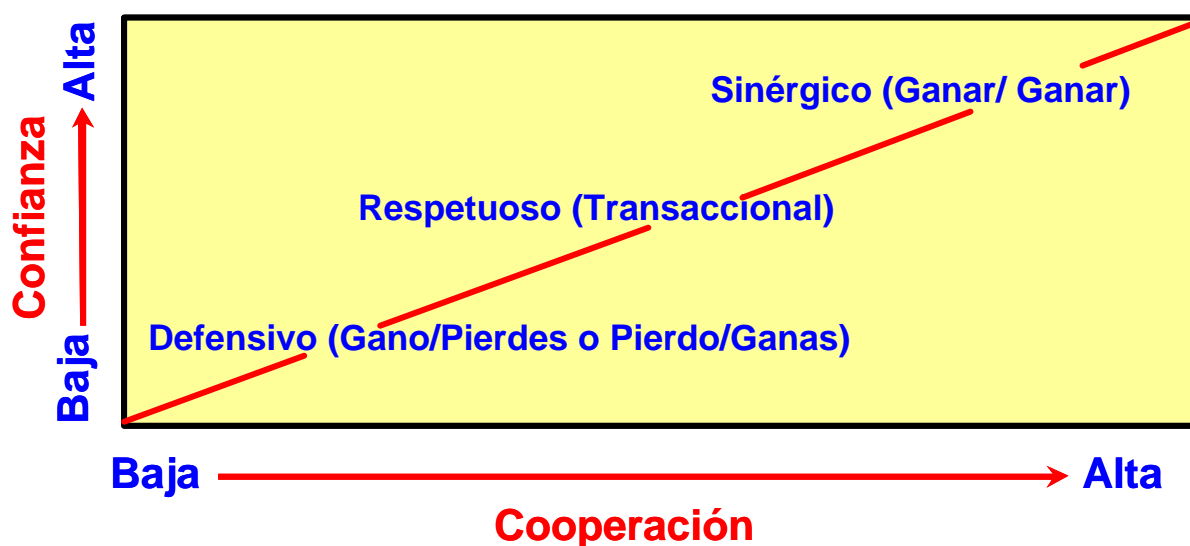 Alta
Sinérgico (Ganar/ Ganar)
Confianza
Respetuoso (Transaccional)
Defensivo (Gano/Pierdes o Pierdo/Ganas)
Baja
Baja
Alta
Cooperación